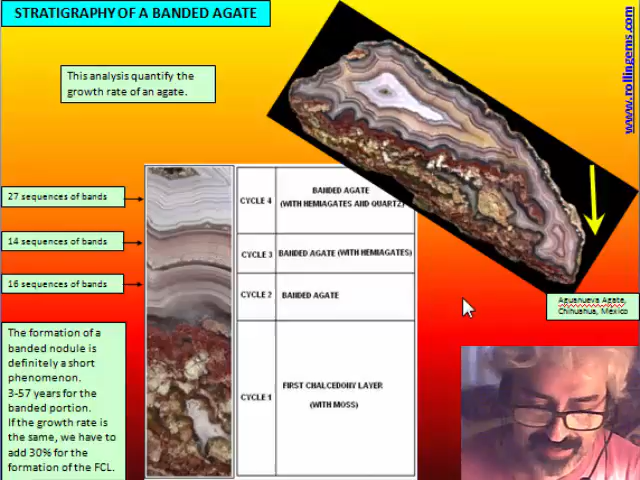 STRATIGRAPHY OF A BANDED AGATE
www.rollingems.com
This analysis quantify the
growth rate of an agate.
27 sequences of bands
14 sequences of bands
16 sequences of bands
CYCLE 4
BANDED AGATE
(WITH HEMIAGATES AND QUARTZ)
CYCLE 3
BANDED AGATE (WITH HEMIAGATES)
CYCLE 2
BANDED AGATE
CYCLE 1
FIRST CHALCEDONY LAYER
(WITH MOSS)
Aguanueva Agate,
Chihuahua, Mexico
The formation of a
banded nodule is
definitely a short
phenomenon.
3-57 years for the
banded portion.
If the growth rate is
the same, we have to
add 30% for the
formation of the FCL.